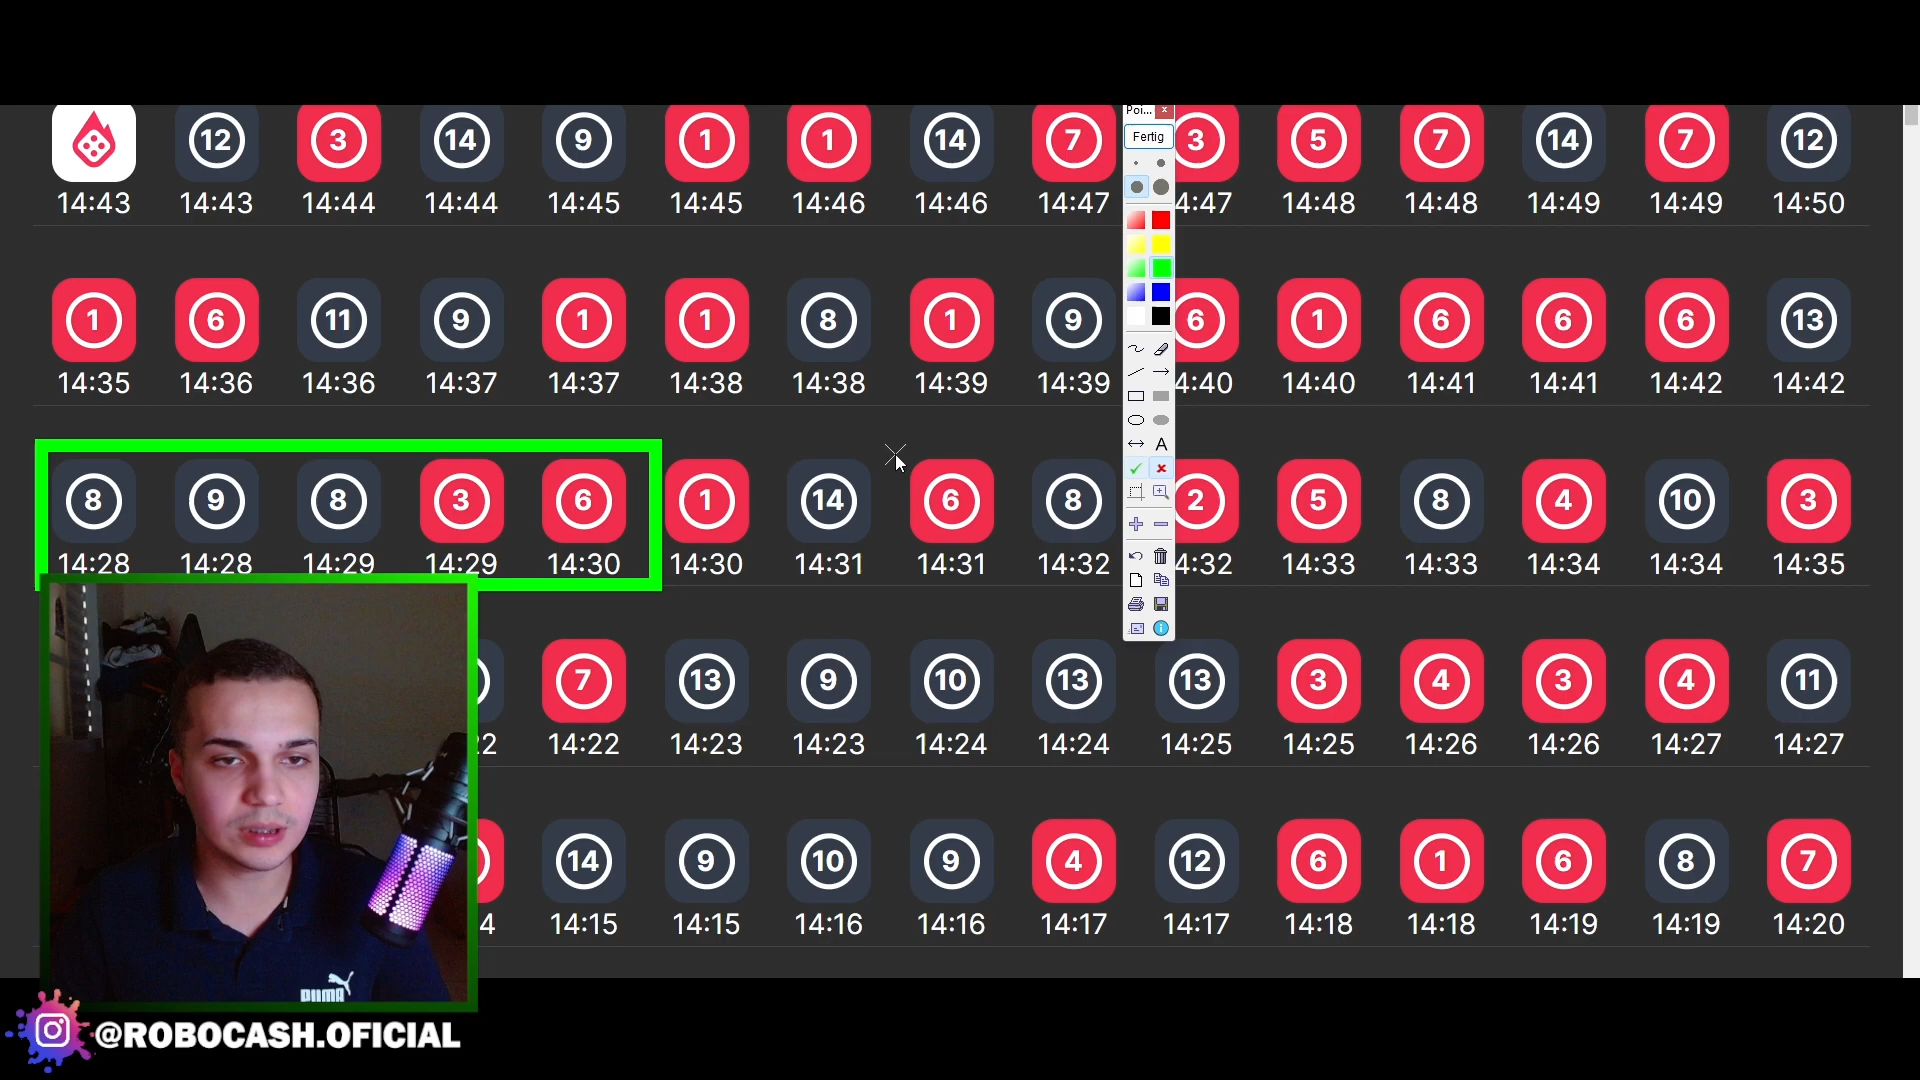 Poi...
Fertig
12 3 14 9 1 1 14 7 3 5 7 14 7 12
14:43 14:43 14:44 14:44 14:45 14:45 14:46 14:46 14:47 4:47 14:48 14:48 14:49 14:49 14:50
1 6 11 9 1 1 8 1 9 6 1 6 6 6 13
14:35 14:36 14:36 14:37 14:37 14:38 14:38 14:39 14:39 4:40 14:40 14:41 14:41 14:42 14:42
A
8 9 8 3 6 1 14 6 8 2 5 8 4 10 3
14:28 14:28 14:29 14:29 14:30 14:30 14:31 14:31 14:32 4:32 14:33 14:33 14:34 14:34 14:35
7 13 9 10 13 13 3 4 3 4 11
22 14:22 14:23 14:23 14:24 14:24 14:25 14:25 14:26 14:26 14:27 14:27
14 9 10 9 4 12 6 1 6 8 7
4 14:15 14:15 14:16 14:16 14:17 14:17 14:18 14:18 14:19 14:19 14:20
PUMA
@ROBOCASH.OFICIAL